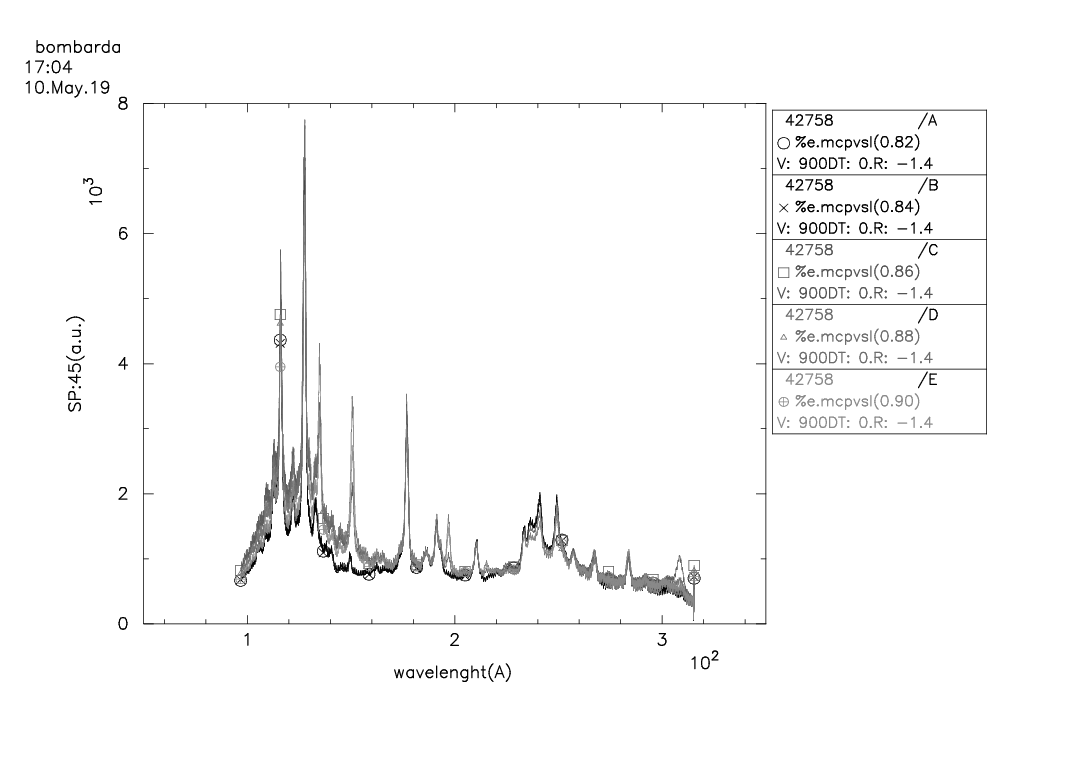 bombarda
17:04
10.May.19
8
6
4
2
0
10³
SP:45(a.u.)
1 2 3
10²
wavelenght(A)
42758 /A
%e.mcpvsl(0.82)
V: 900DT: 0.R: −1.4
42758 /B
%e.mcpvsl(0.84)
V: 900DT: 0.R: −1.4
42758 /C
%e.mcpvsl(0.86)
V: 900DT: 0.R: −1.4
42758 /D
%e.mcpvsl(0.88)
V: 900DT: 0.R: −1.4
42758 /E
%e.mcpvsl(0.90)
V: 900DT: 0.R: −1.4